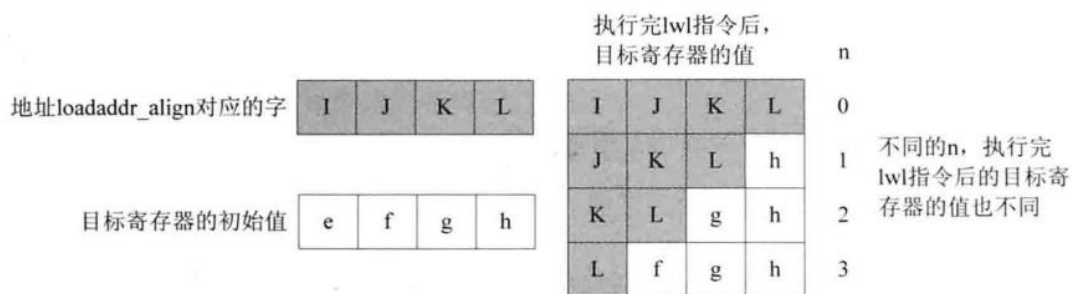 执行完lwl指令后，
目标寄存器的值
n
地址loadaddr_align对应的字
I J K L
I J K L 0
J K L h 1
K L g h 2
L f g h 3
不同的n，执行完
lwl指令后的目标寄
存器的值也不同
目标寄存器的初始值
e f g h